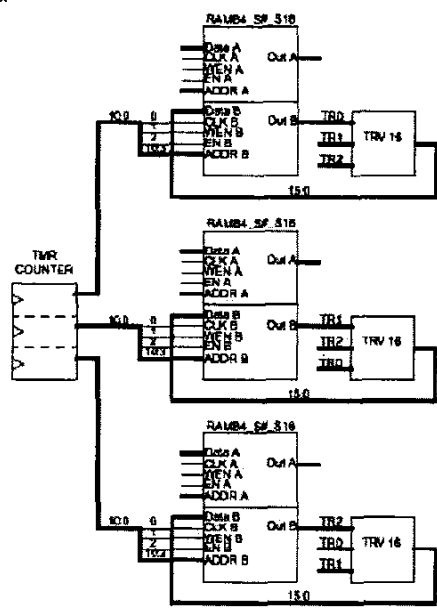 RAMB4_S#_S16
Data A
CLK A
WEN A
EN A
ADDR A
Out A
Data B
CLK B
WEN B
EN B
ADDR B
Out B
10:0
0
1
2
10:3
TR0
TR1
TR2
TRV 16
15:0
TMR
COUNTER
RAMB4_S#_S16
Data A
CLK A
WEN A
EN A
ADDR A
Out A
Data B
CLK B
WEN B
EN B
ADDR B
Out B
10:0
0
1
2
10:3
TR1
TR2
TR0
TRV 16
15:0
RAMB4_S#_S16
Data A
CLK A
WEN A
EN A
ADDR A
Out A
Data B
CLK B
WEN B
EN B
ADDR B
Out B
10:0
0
1
2
10:3
TR2
TR0
TR1
TRV 16
15:0